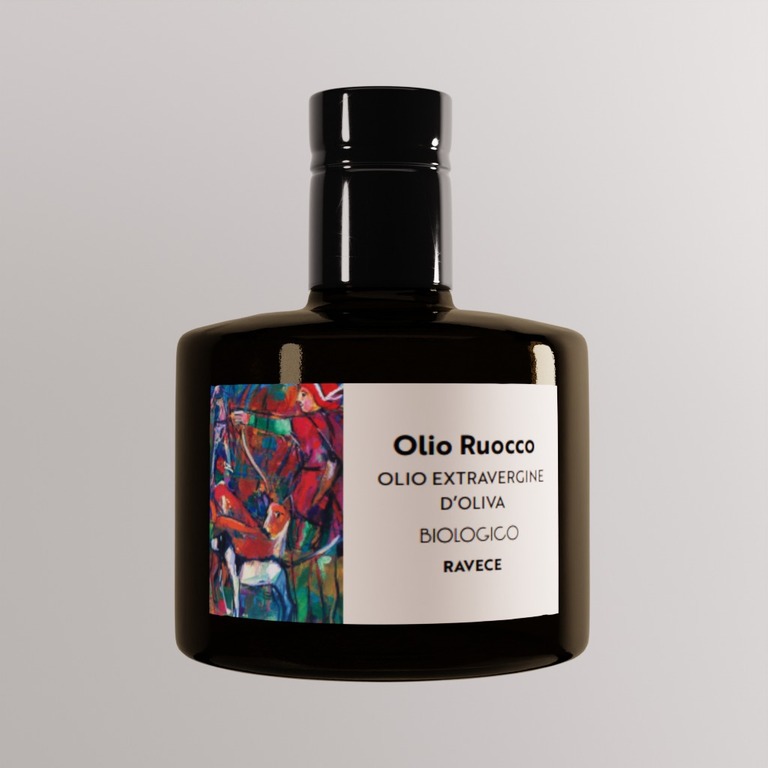 Olio Ruocco
OLIO EXTRAVERGINE
D'OLIVA
BIOLOGICO
RAVECE